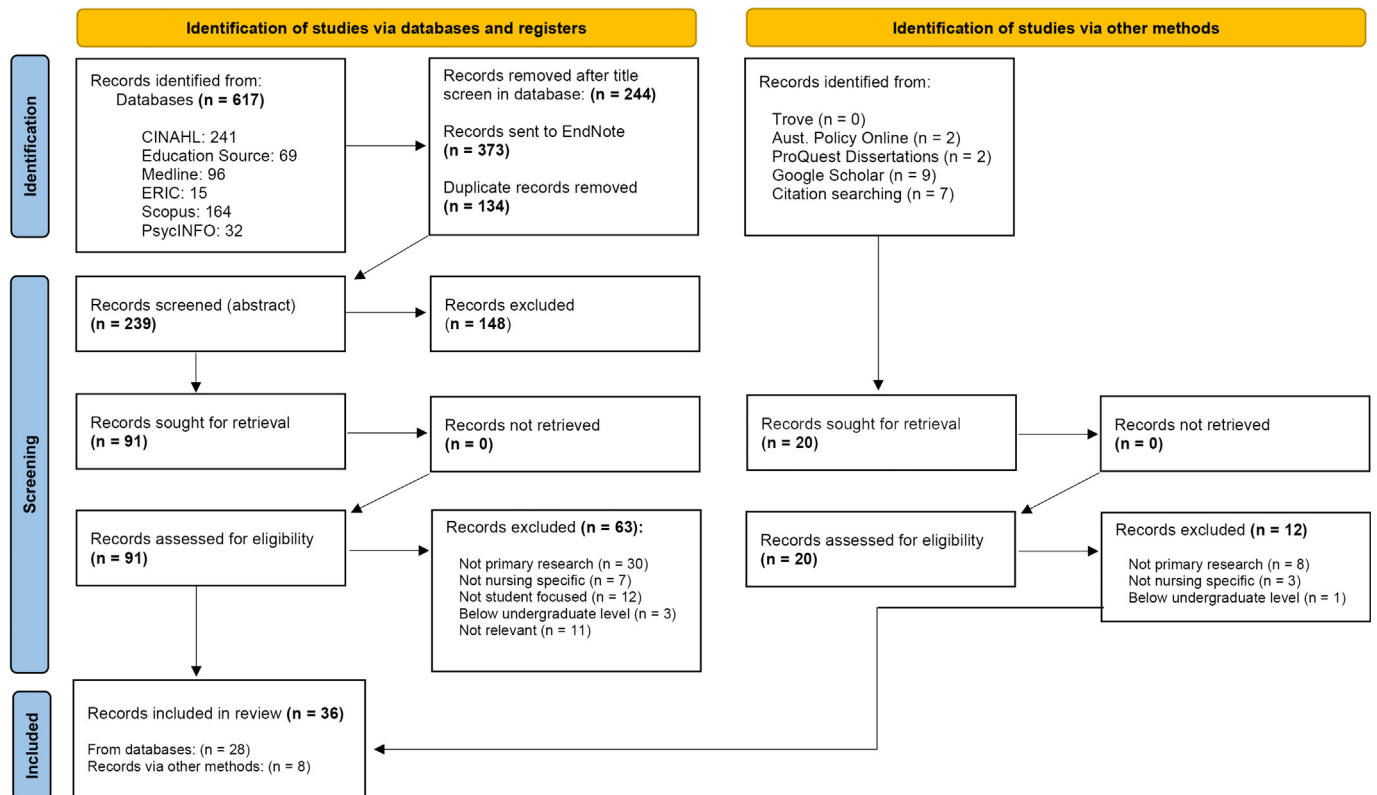 Identification of studies via databases and registers
Identification of studies via other methods
Identification
Records identified from:
Databases (n = 617)
CINAHL: 241
Education Source: 69
Medline: 96
ERIC: 15
Scopus: 164
PsycINFO: 32
Records removed after title
screen in database: (n = 244)
Records sent to EndNote
(n = 373)
Duplicate records removed
(n = 134)
Records identified from:
Trove (n = 0)
Aust. Policy Online (n = 2)
ProQuest Dissertations (n = 2)
Google Scholar (n = 9)
Citation searching (n = 7)
Screening
Records screened (abstract)
(n = 239)
Records excluded
(n = 148)
Records sought for retrieval
(n = 91)
Records not retrieved
(n = 0)
Records sought for retrieval
(n = 20)
Records not retrieved
(n = 0)
Records assessed for eligibility
(n = 91)
Records excluded (n = 63):
Not primary research (n = 30)
Not nursing specific (n = 7)
Not student focused (n = 12)
Below undergraduate level (n = 3)
Not relevant (n = 11)
Records assessed for eligibility
(n = 20)
Records excluded (n = 12)
Not primary research (n = 8)
Not nursing specific (n = 3)
Below undergraduate level (n = 1)
Included
Records included in review (n = 36)
From databases: (n = 28)
Records via other methods: (n = 8)